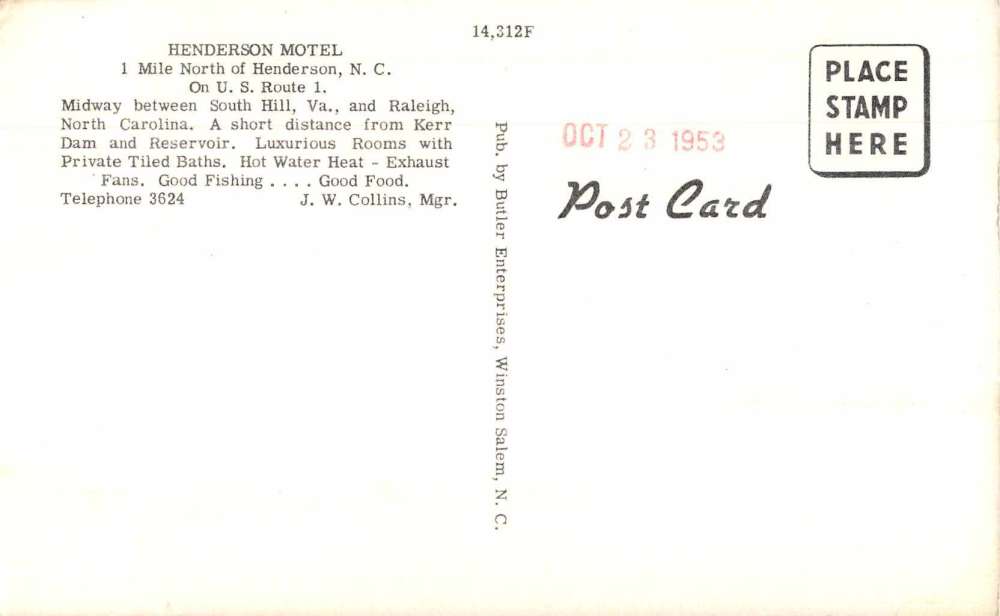 14,312F
HENDERSON MOTEL
1 Mile North of Henderson, N. C.
On U. S. Route 1.
Midway between South Hill, Va., and Raleigh,
North Carolina. A short distance from Kerr
Dam and Reservoir. Luxurious Rooms with
Private Tiled Baths. Hot Water Heat - Exhaust
Fans. Good Fishing . . . . Good Food.
Telephone 3624 J. W. Collins, Mgr.
Pub. by Butler Enterprises, Winston Salem, N. C.
OCT 23 1953
Post Card
PLACE
STAMP
HERE